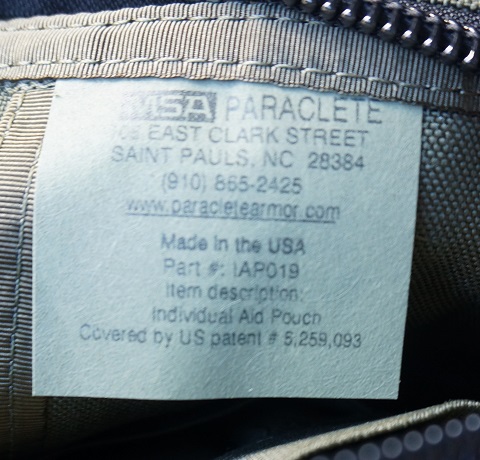 MSA PARACLETE
EAST CLARK STREET
SAINT PAULS, NC 28384
(910) 865-2425
www.paracletearmor.com
Made in the USA
Part #: IAP019
Item description:
Individual Aid Pouch
Covered by US patent # 5,259,093